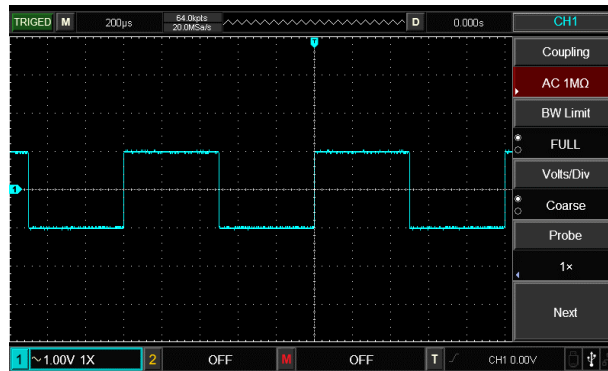 TRIGED M 200μs 64.0kpts D 0.000s CH1
20.0MSa/s
T
Coupling
AC 1MΩ
BW Limit
FULL
Volts/Div
1
Coarse
Probe
1×
Next
1 ~1.00V 1X 2 OFF M OFF T CH1 0.00V